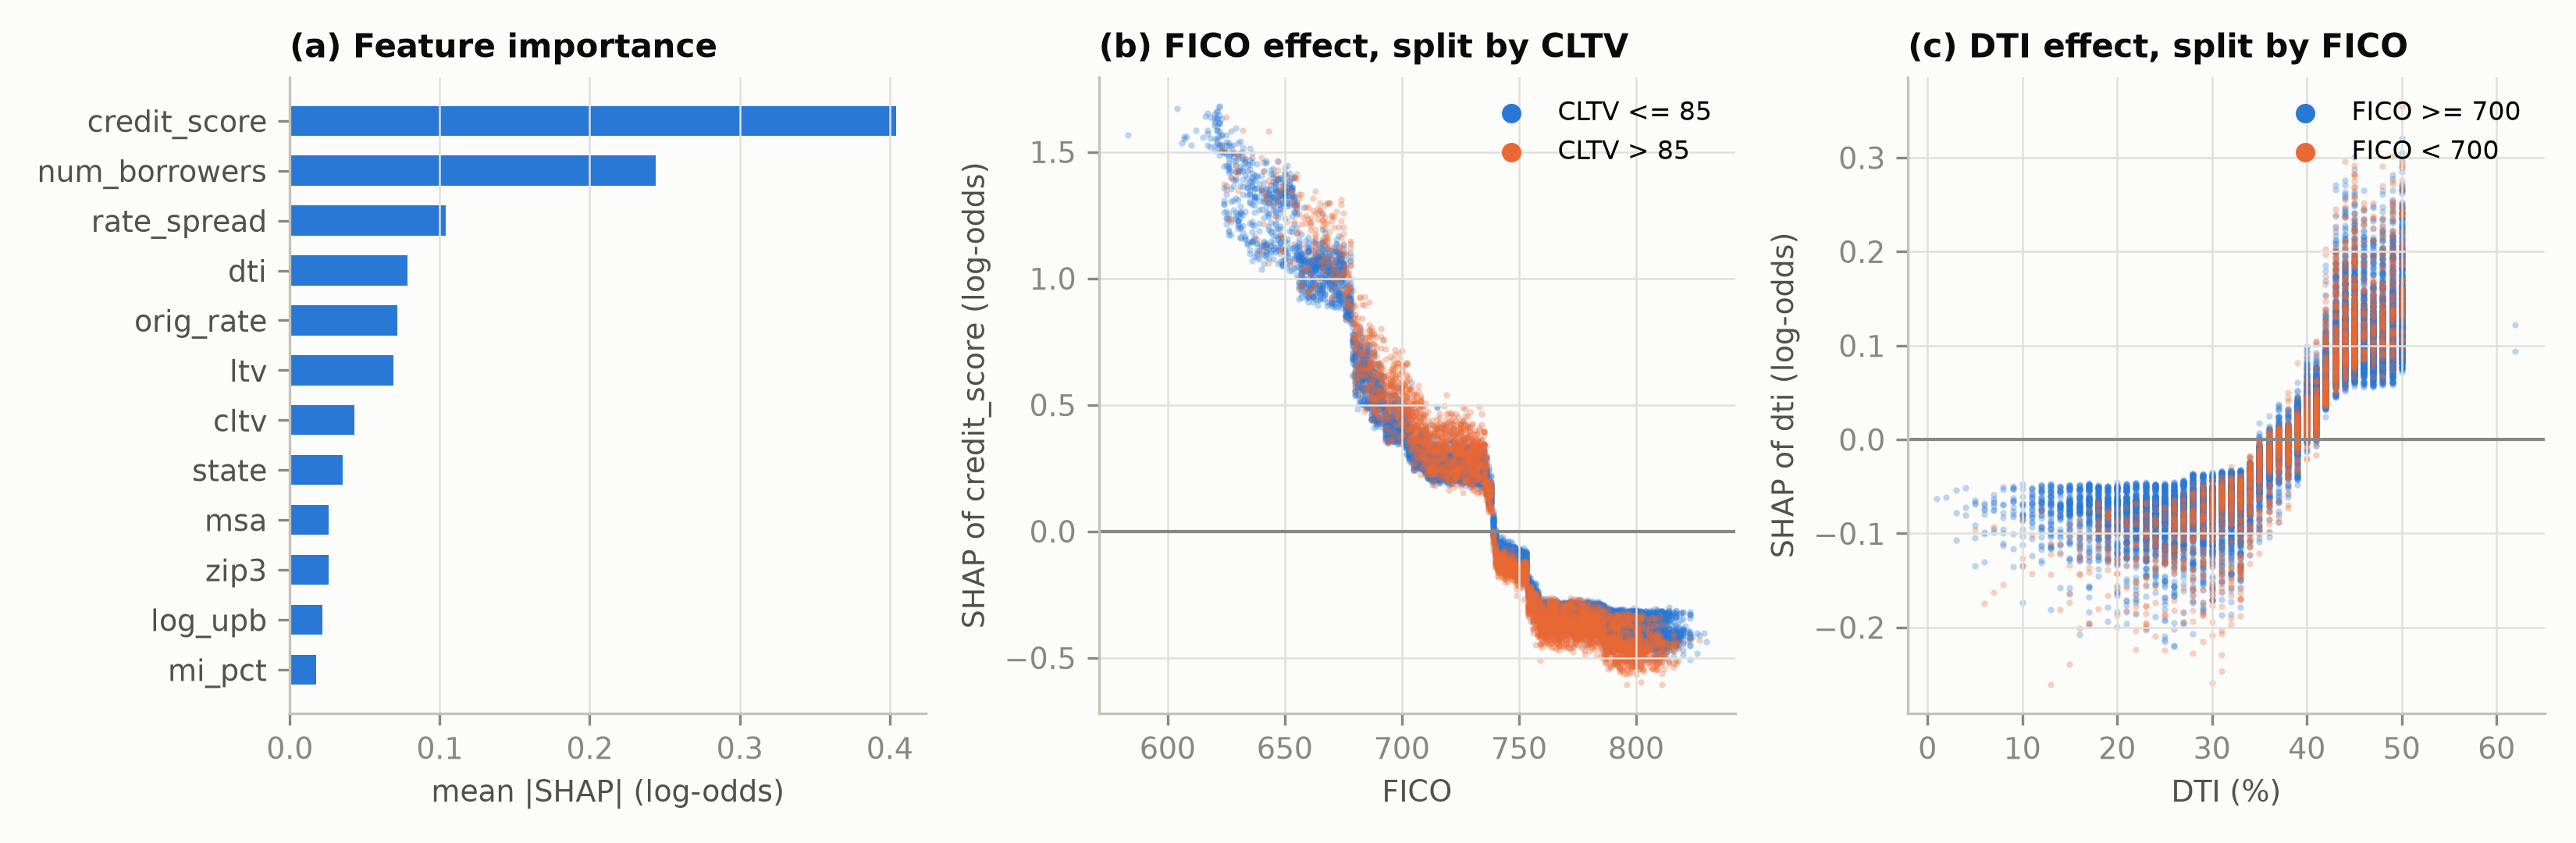 (a) Feature importance
credit_score
num_borrowers
rate_spread
dti
orig_rate
ltv
cltv
state
msa
zip3
log_upb
mi_pct
0.0 0.1 0.2 0.3 0.4
mean |SHAP| (log-odds)
(b) FICO effect, split by CLTV
CLTV <= 85
CLTV > 85
SHAP of credit_score (log-odds)
1.5
1.0
0.5
0.0
−0.5
600 650 700 750 800
FICO
(c) DTI effect, split by FICO
FICO >= 700
FICO < 700
SHAP of dti (log-odds)
0.3
0.2
0.1
0.0
−0.1
−0.2
0 10 20 30 40 50 60
DTI (%)